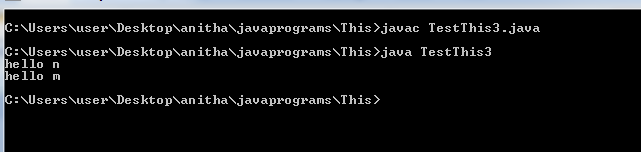 C:\Users\user\Desktop\anitha\javaprograms\This>javac TestThis3.java
C:\Users\user\Desktop\anitha\javaprograms\This>java TestThis3
hello n
hello m
C:\Users\user\Desktop\anitha\javaprograms\This>